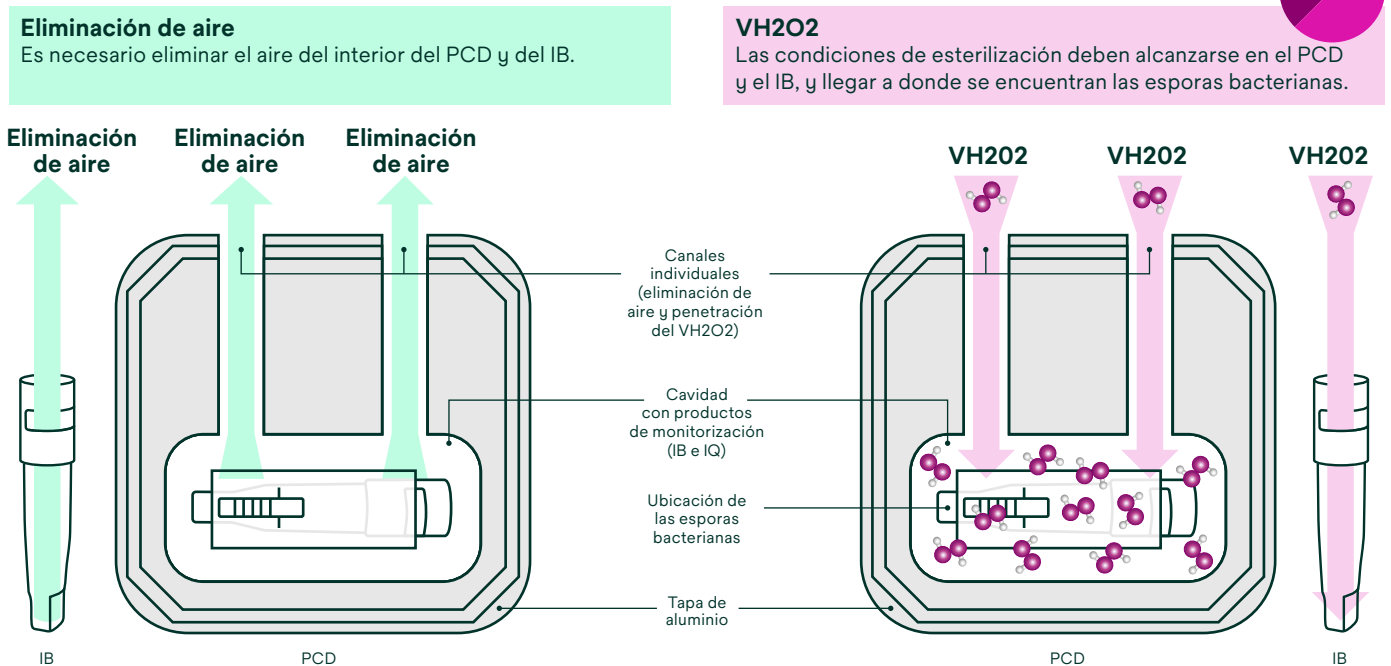 Eliminación de aire
Es necesario eliminar el aire del interior del PCD y del IB.
VH2O2
Las condiciones de esterilización deben alcanzarse en el PCD
y el IB, y llegar a donde se encuentran las esporas bacterianas.
Eliminación
de aire
Eliminación
de aire
Eliminación
de aire
VH202
VH202
VH202
Canales
individuales
(eliminación de
aire y penetración
del VH2O2)
Cavidad
con productos
de monitorización
(IB e IQ)
Ubicación de
las esporas
bacterianas
Tapa de
aluminio
IB
PCD
PCD
IB